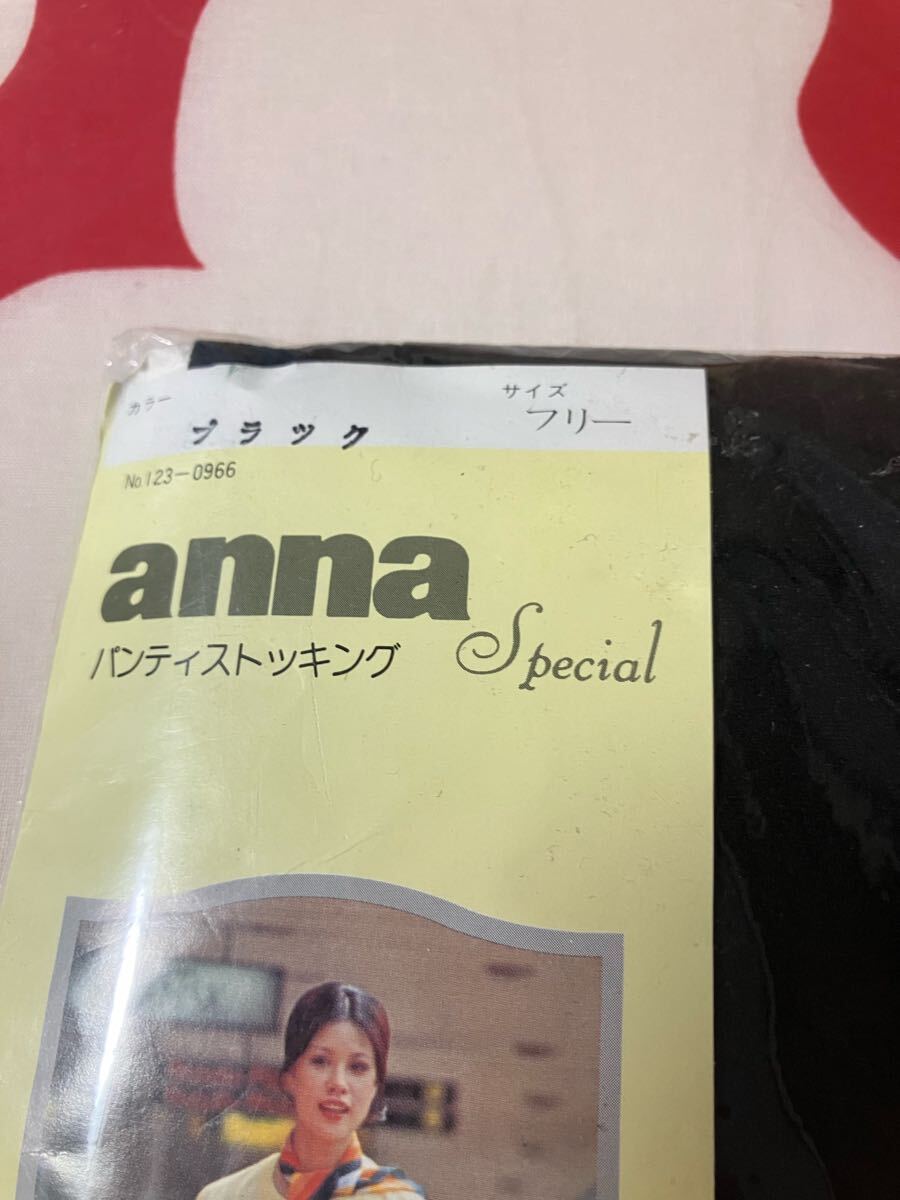 カラー
ブラック
サイズ
フリー
No.123-0966
anna
パンティストッキング
Special